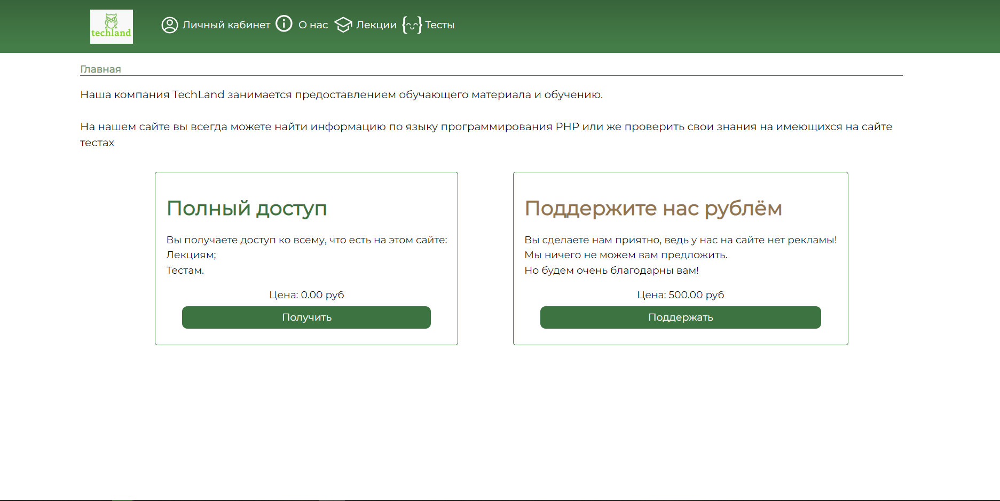 techland
Личный кабинет О нас Лекции Тесты
Главная
Наша компания TechLand занимается предоставлением обучающего материала и обучению.
На нашем сайте вы всегда можете найти информацию по языку программирования PHP или же проверить свои знания на имеющихся на сайте
тестах
Полный доступ
Вы получаете доступ ко всему, что есть на этом сайте:
Лекциям;
Тестам.
Цена: 0.00 руб
Получить
Поддержите нас рублём
Вы сделаете нам приятно, ведь у нас на сайте нет рекламы!
Мы ничего не можем вам предложить.
Но будем очень благодарны вам!
Цена: 500.00 руб
Поддержать